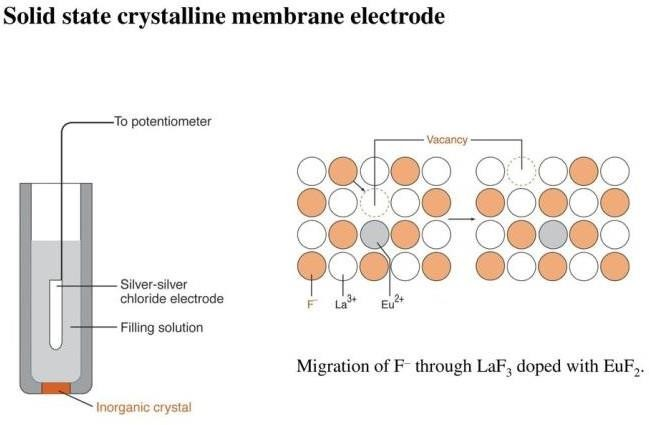 Solid state crystalline membrane electrode
To potentiometer
Vacancy
Silver-silver
chloride electrode
Filling solution
Inorganic crystal
F⁻
La³⁺
Eu²⁺
Migration of F⁻ through LaF₃ doped with EuF₂.